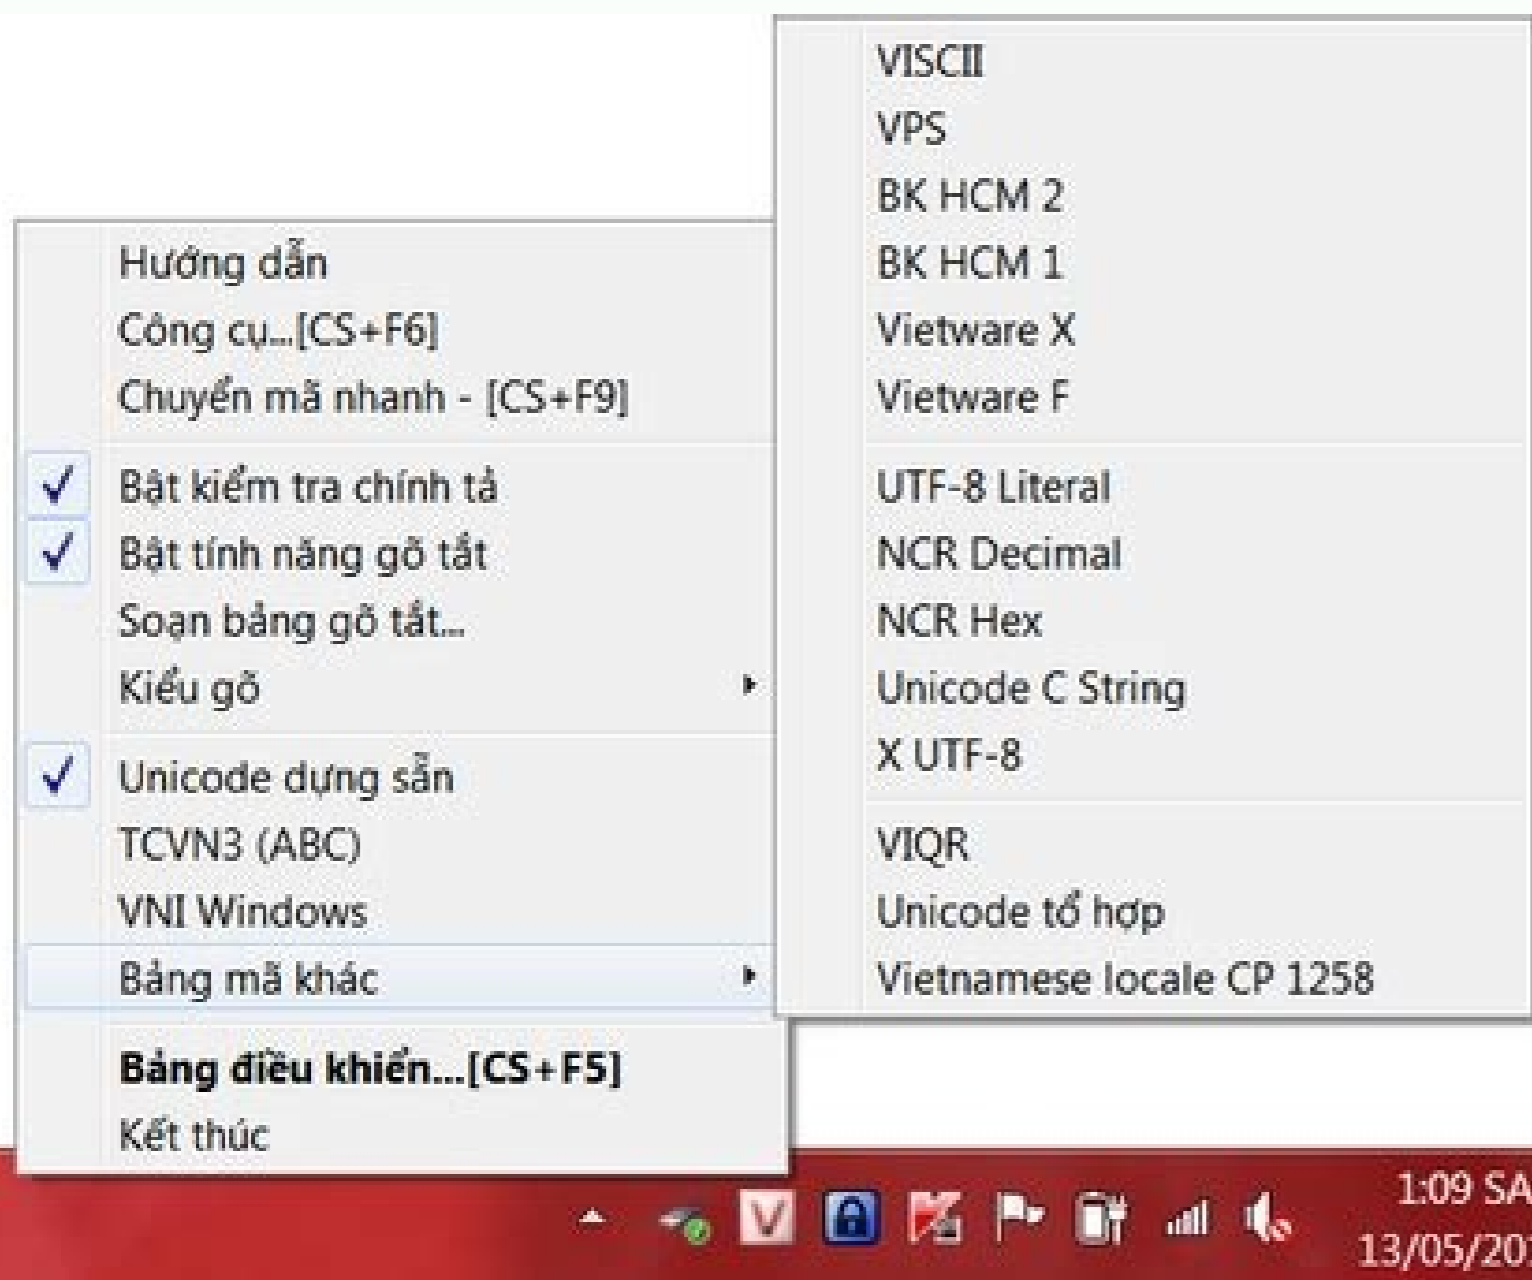 VISCII
VPS
BK HCM 2
BK HCM 1
Vietware X
Vietware F
UTF-8 Literal
NCR Decimal
NCR Hex
Unicode C String
X UTF-8
VIQR
Unicode tổ hợp
Vietnamese locale CP 1258
Hướng dẫn
Công cụ...[CS+F6]
Chuyển mã nhanh - [CS+F9]
Bật kiểm tra chính tả
Bật tính năng gõ tắt
Soạn bảng gõ tắt...
Kiểu gõ
Unicode dựng sẵn
TCVN3 (ABC)
VNI Windows
Bảng mã khác
Bảng điều khiển...[CS+F5]
Kết thúc
V
1:09 SA
13/05/201